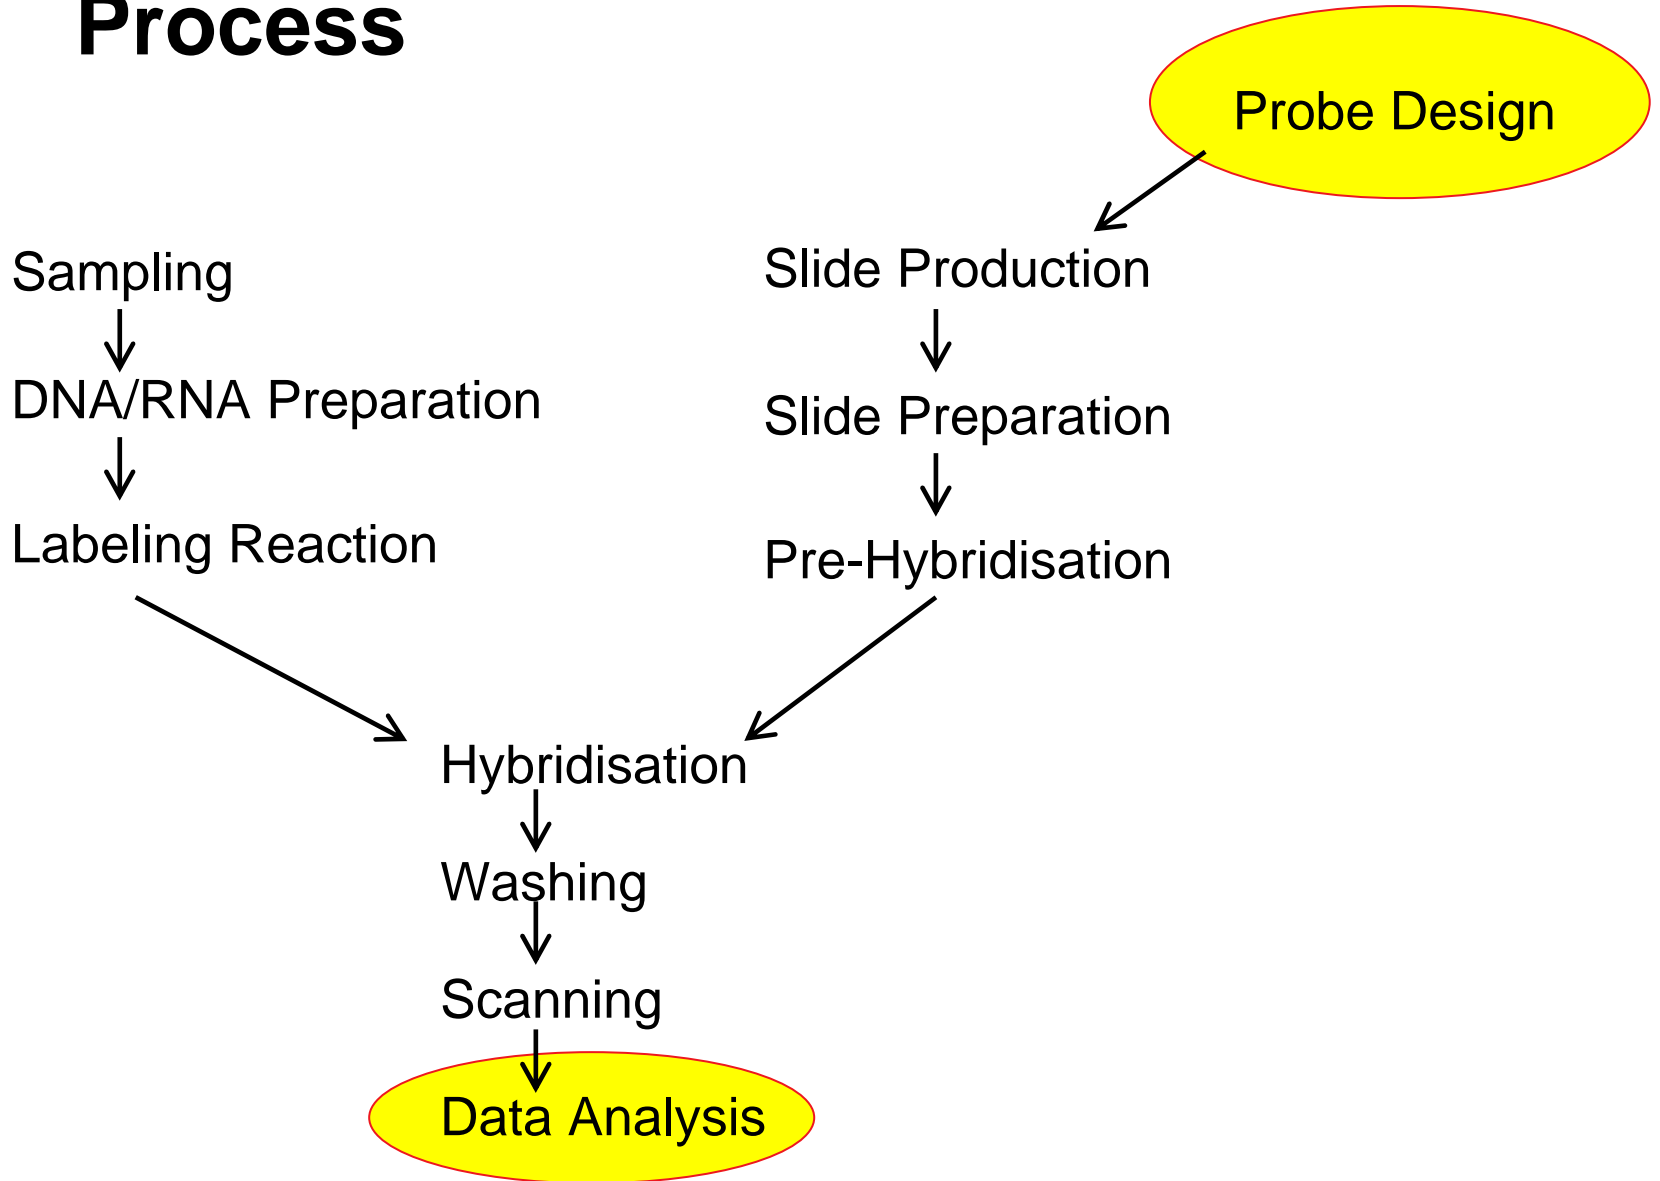 Process
Probe Design
Sampling
Slide Production
DNA/RNA Preparation
Slide Preparation
Labeling Reaction
Pre-Hybridisation
Hybridisation
Washing
Scanning
Data Analysis